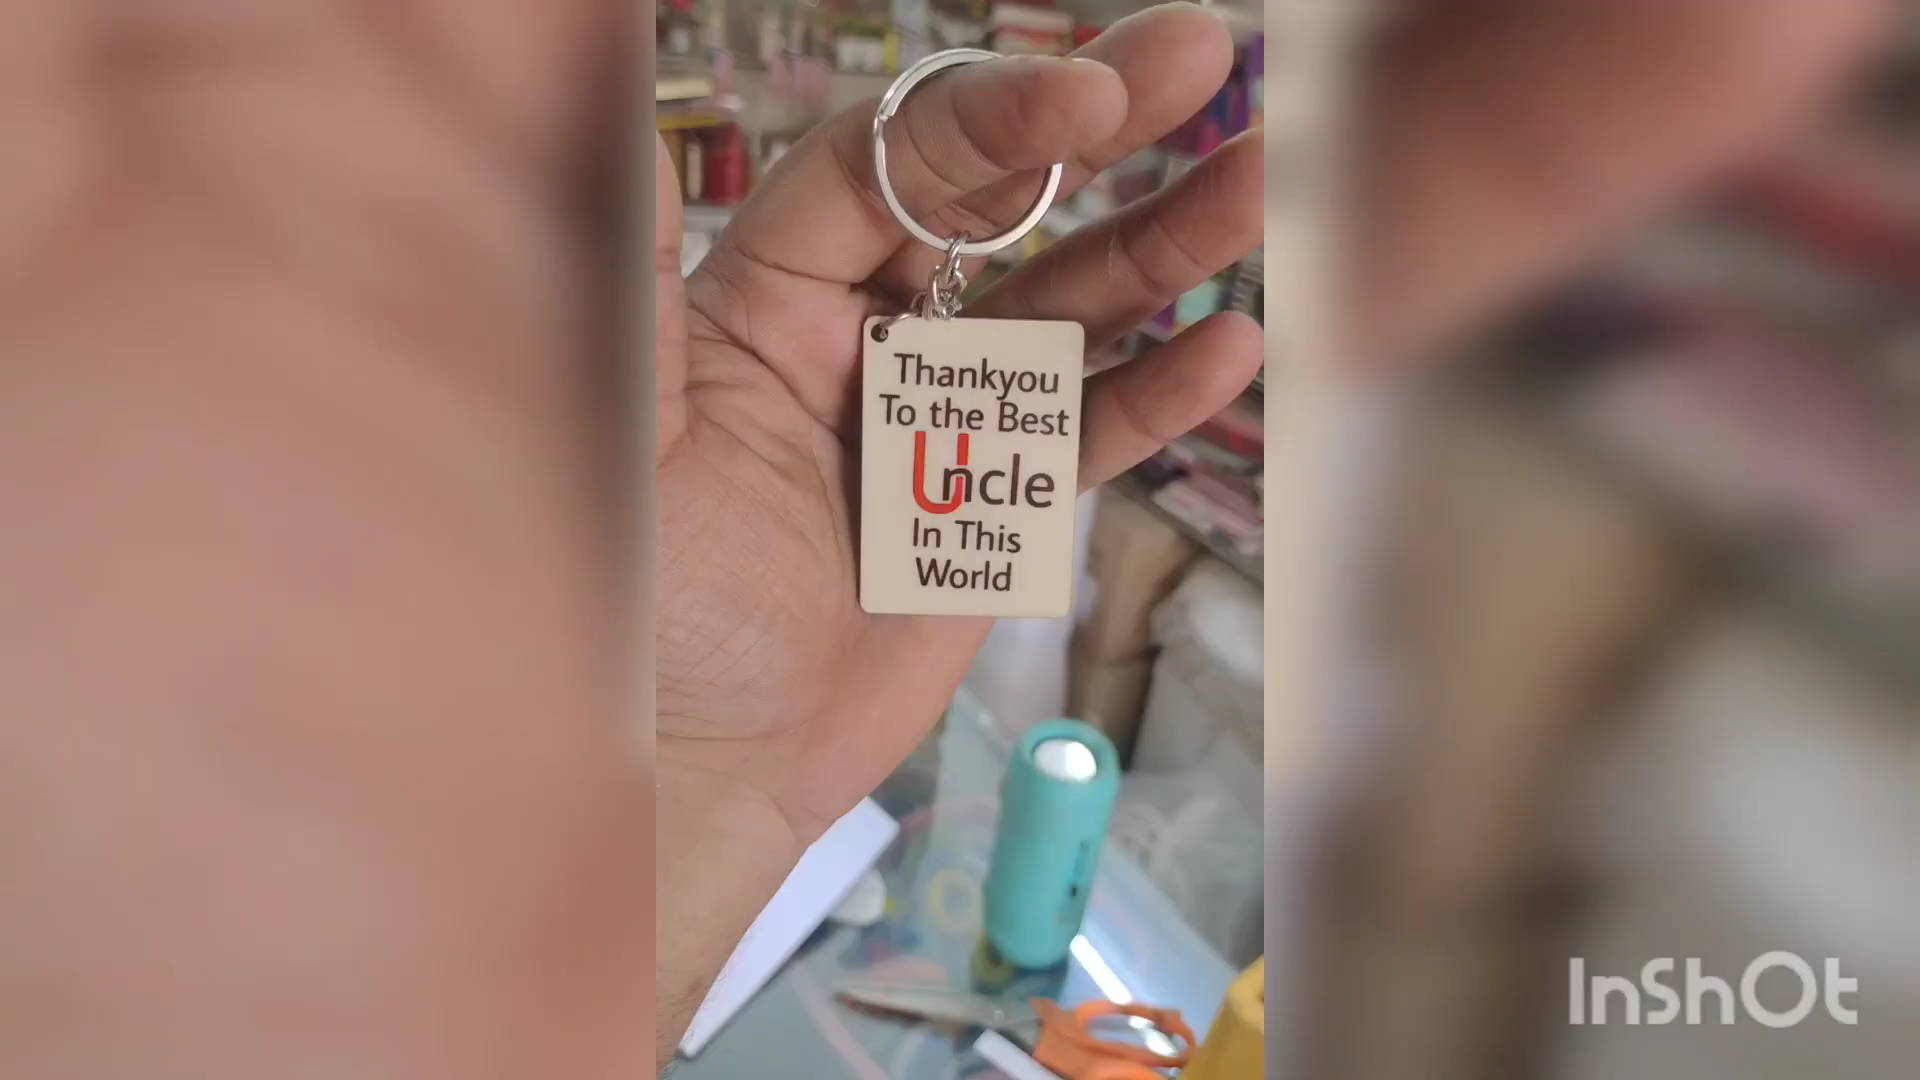 Thankyou
To the Best
Uncle
In This
World
InShOt